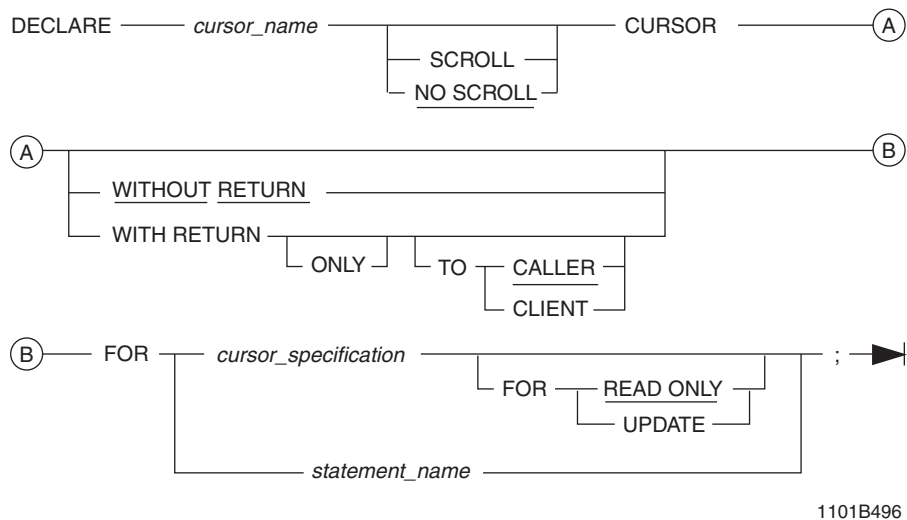 DECLARE cursor_name CURSOR A
SCROLL
NO SCROLL
A B
WITHOUT RETURN
WITH RETURN
ONLY TO CALLER
CLIENT
B FOR cursor_specification ;
FOR READ ONLY
UPDATE
statement_name
1101B496